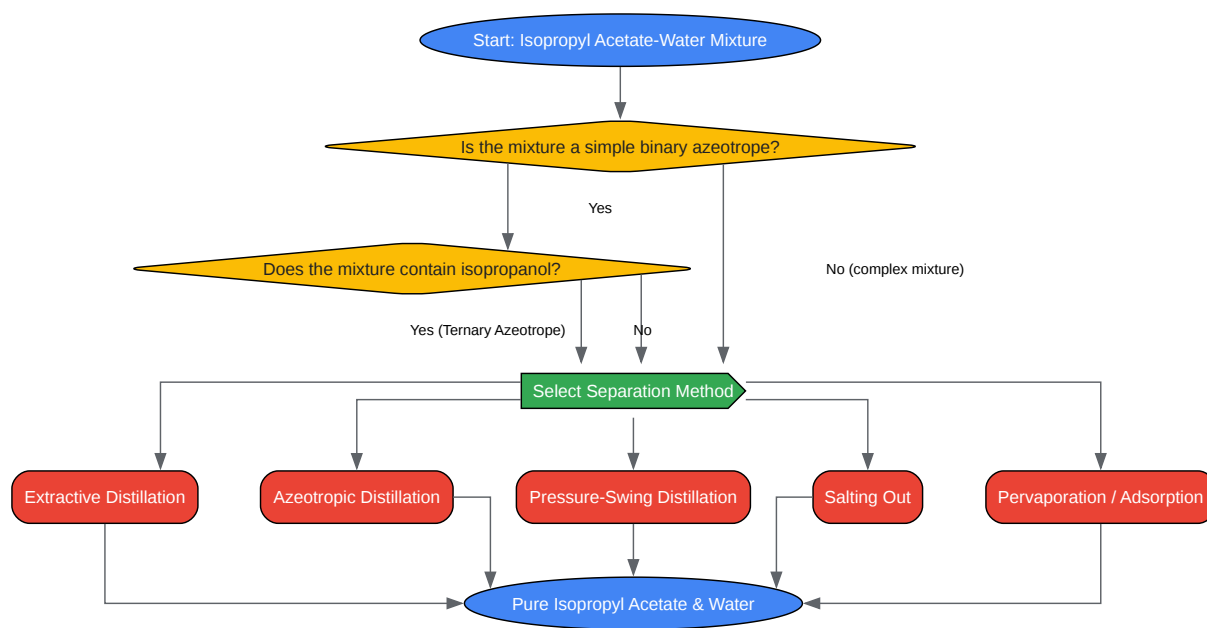 Start: Isopropyl Acetate-Water Mixture
Is the mixture a simple binary azeotrope?
Yes
Does the mixture contain isopropanol?
No (complex mixture)
Yes (Ternary Azeotrope)
No
Select Separation Method
Extractive Distillation
Azeotropic Distillation
Pressure-Swing Distillation
Salting Out
Pervaporation / Adsorption
Pure Isopropyl Acetate & Water